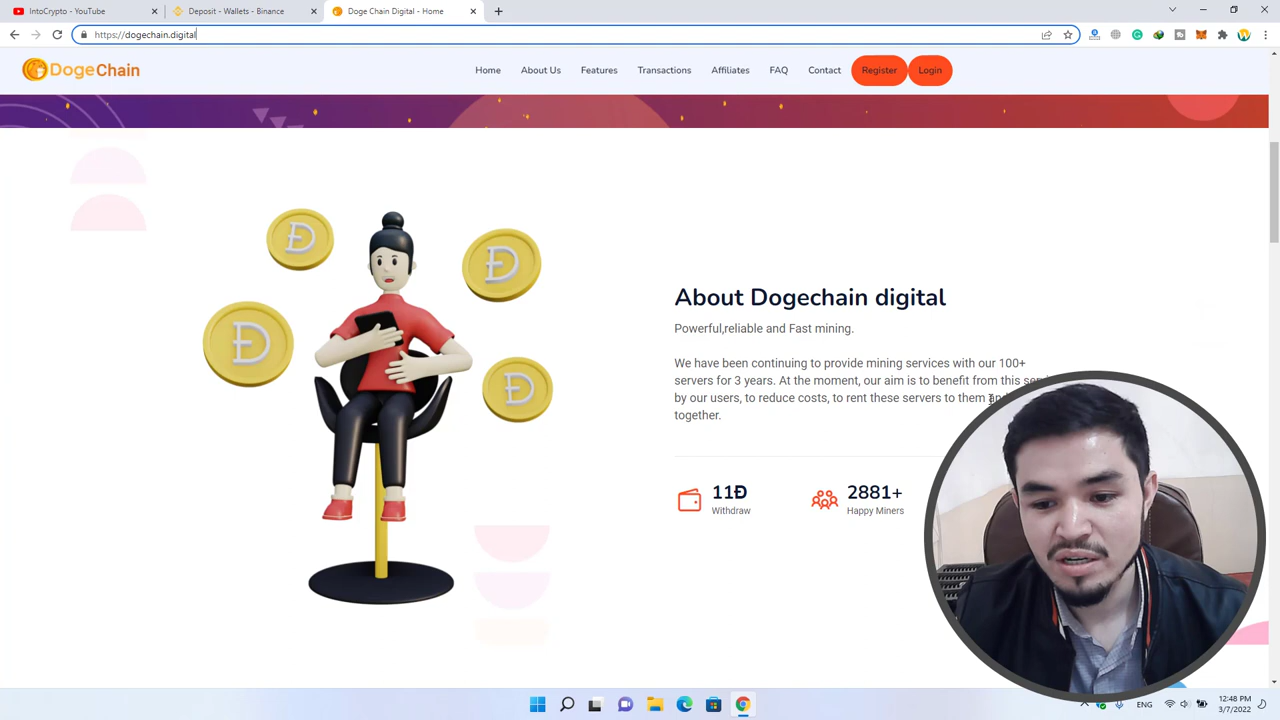 IntoCrypto - YouTube
Deposit - Wallets - Binance
Doge Chain Digital - Home
https://dogechain.digital
DogeChain
Home
About Us
Features
Transactions
Affiliates
FAQ
Contact
Register
Login
About Dogechain digital
Powerful,reliable and Fast mining.
We have been continuing to provide mining services with our 100+
servers for 3 years. At the moment, our aim is to benefit from this
by our users, to reduce costs, to rent these servers to them
together.
11Đ
Withdraw
2881+
Happy Miners
ENG
12:48 PM
3/7/2022